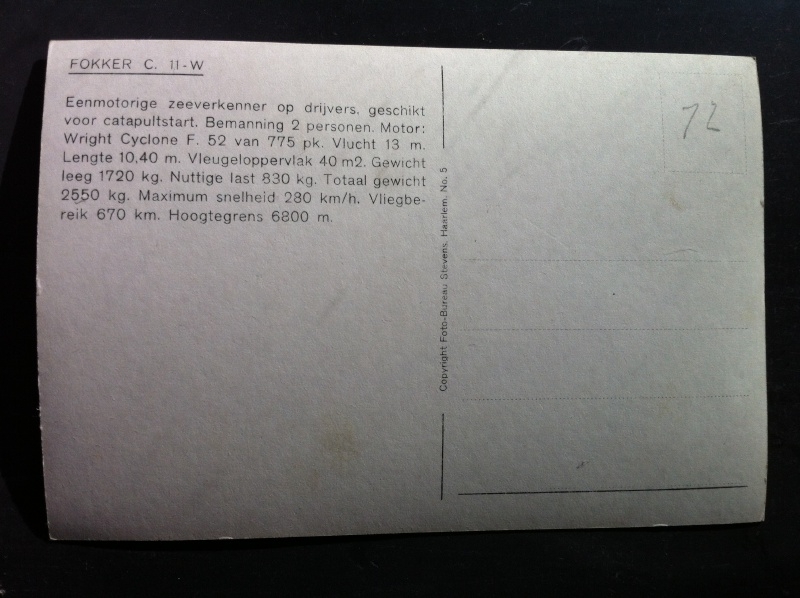 FOKKER C. 11-W
Eenmotorige zeeverkenner op drijvers, geschikt
voor catapultstart. Bemanning 2 personen. Motor:
Wright Cyclone F. 52 van 775 pk. Vlucht 13 m.
Lengte 10,40 m. Vleugeloppervlak 40 m2. Gewicht
leeg 1720 kg. Nuttige last 830 kg. Totaal gewicht
2550 kg. Maximum snelheid 280 km/h. Vliegbe-
reik 670 km. Hoogtegrens 6800 m.
Copyright Foto-Bureau Stevens, Haarlem. No. 5
12